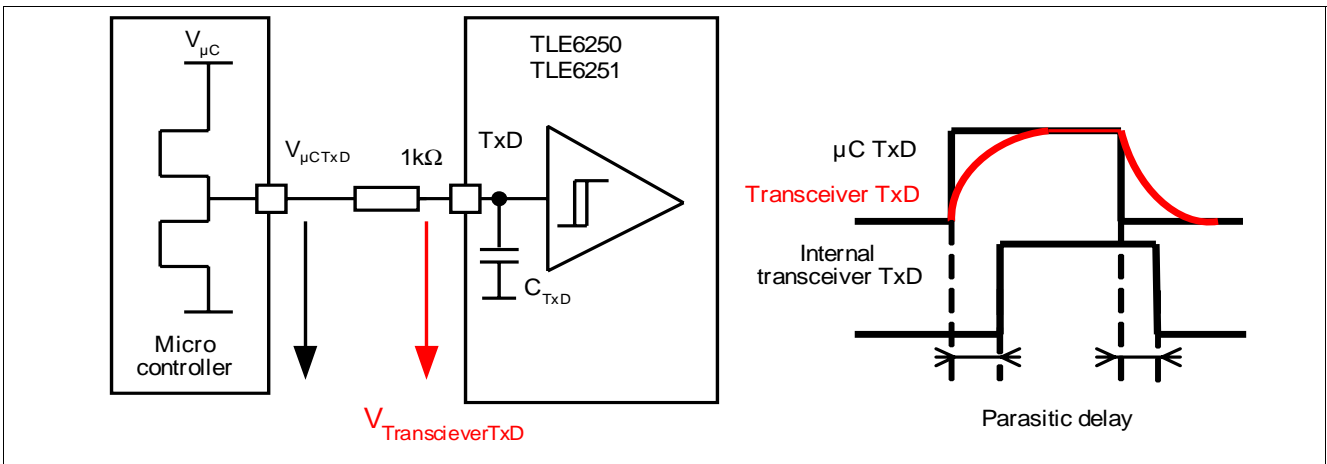 VµC
TLE6250
TLE6251
VµCTxD
1kΩ
TxD
CTxD
Micro
controller
VTranscieverTxD
µC TxD
Transceiver TxD
Internal
transceiver TxD
Parasitic delay